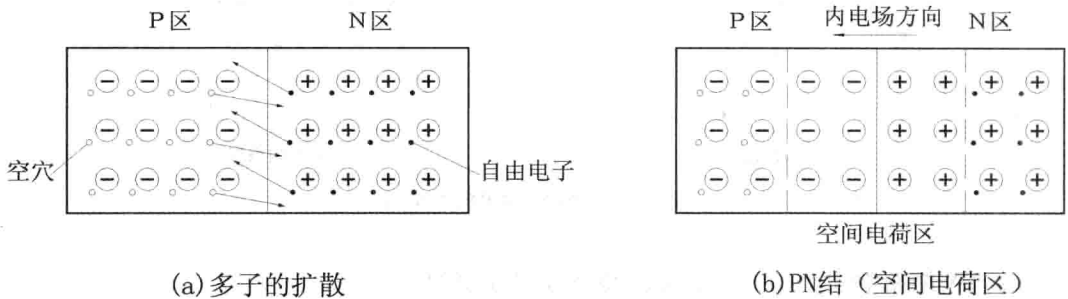 P区 N区
空穴
自由电子
(a)多子的扩散
P区 内电场方向 N区
空间电荷区
(b)PN结（空间电荷区）